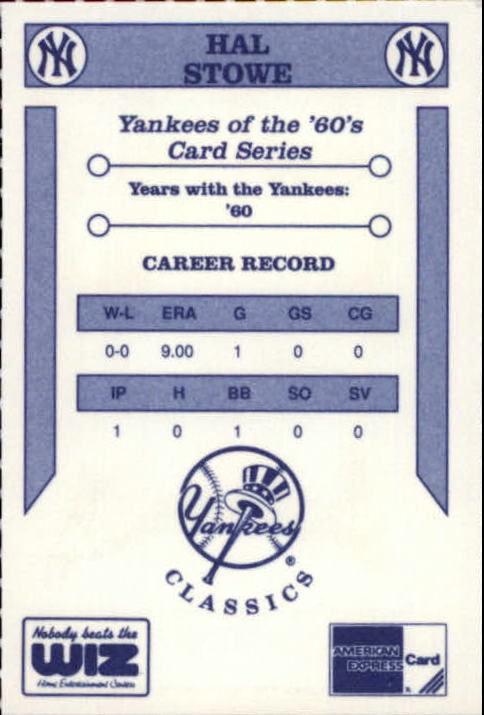 NY
HAL
STOWE
NY
Yankees of the '60's
Card Series
Years with the Yankees:
'60
CAREER RECORD
W-L ERA G GS CG
0-0 9.00 1 0 0
IP H BB SO SV
1 0 1 0 0
Yankees
®
CLASSICS
Nobody beats the
WIZ
Home Entertainment Centers
AMERICAN
EXPRESS Card